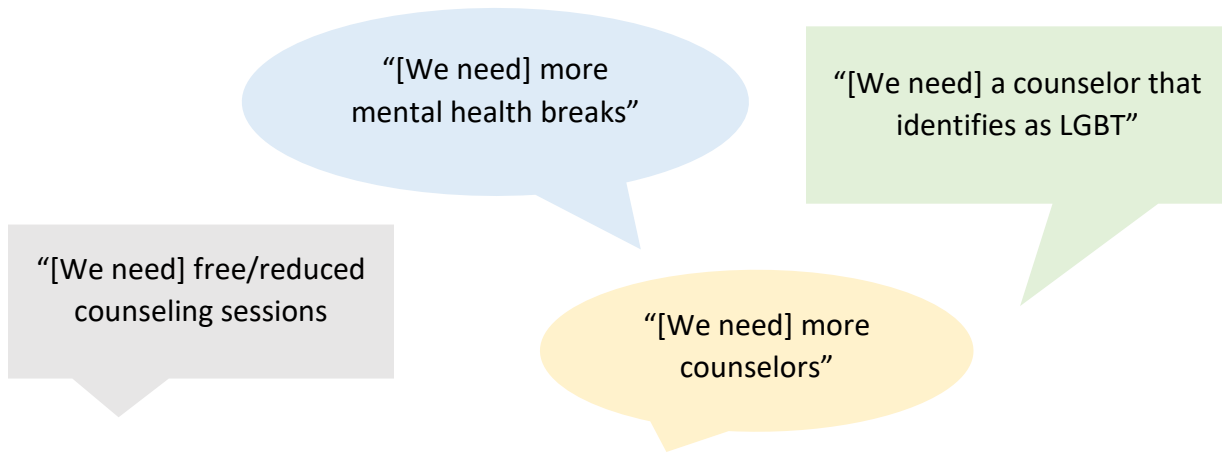 “[We need] more
mental health breaks”
“[We need] a counselor that
identifies as LGBT”
“[We need] free/reduced
counseling sessions
“[We need] more
counselors”